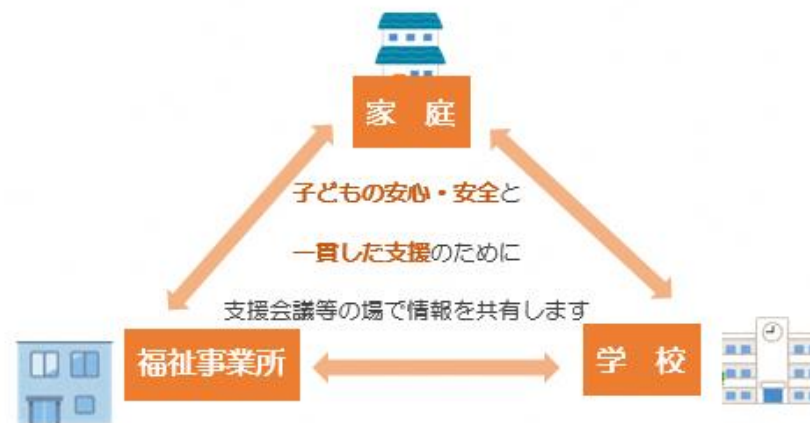 家　庭
子どもの安心・安全と
一貫した支援のために
支援会議等の場で情報を共有します
福祉事業所
学　校